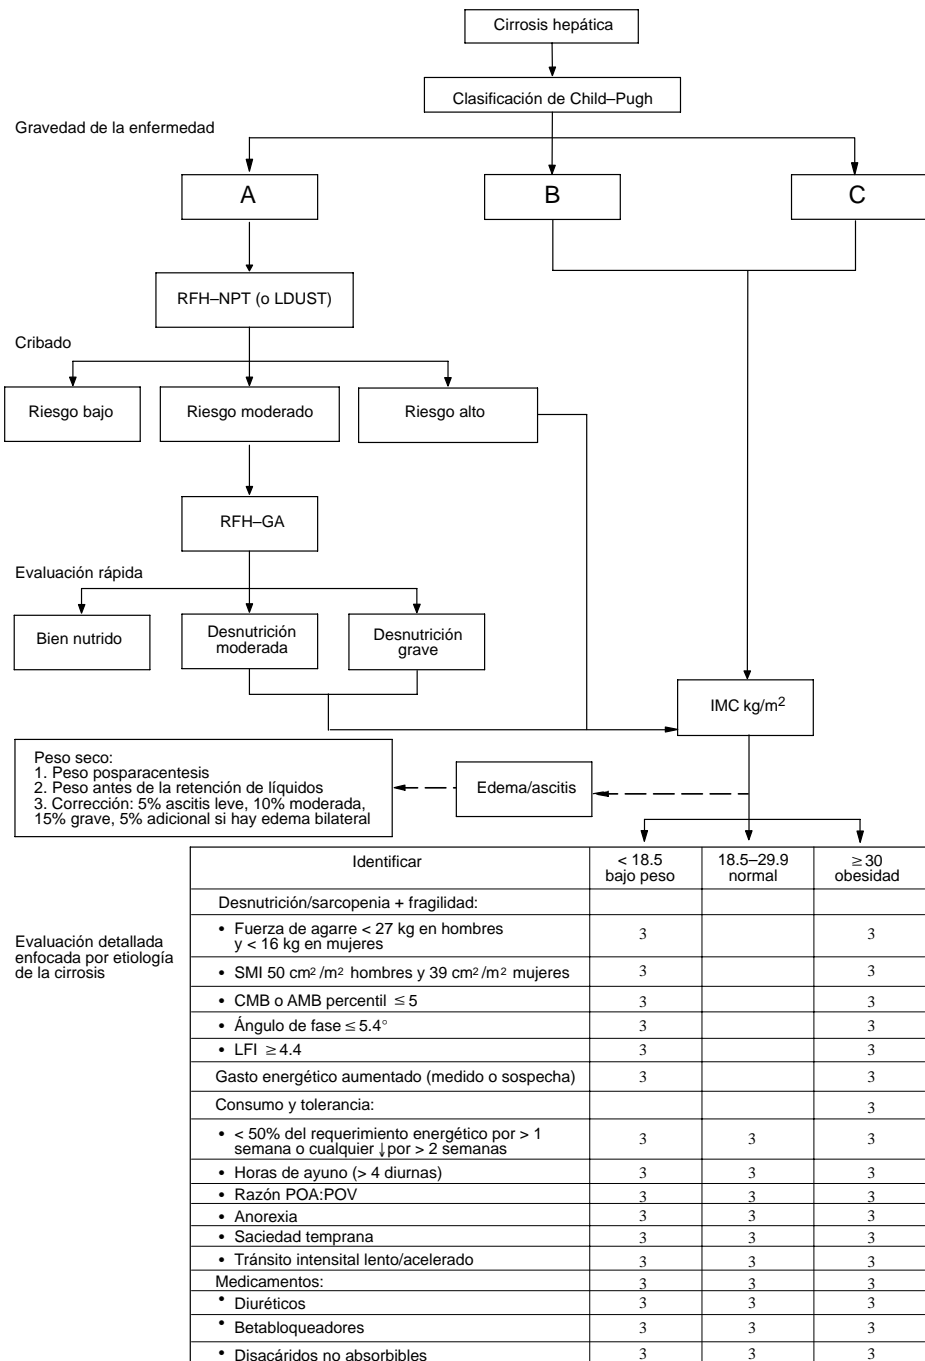 Cirrosis hepática
Clasificación de Child–Pugh
Gravedad de la enfermedad
A
B
C
RFH–NPT (o LDUST)
Cribado
Riesgo bajo
Riesgo moderado
Riesgo alto
RFH–GA
Evaluación rápida
Bien nutrido
Desnutrición
moderada
Desnutrición
grave
IMC kg/m²
Peso seco:
1. Peso posparacentesis
2. Peso antes de la retención de líquidos
3. Corrección: 5% ascitis leve, 10% moderada,
15% grave, 5% adicional si hay edema bilateral
Edema/ascitis
Evaluación detallada
enfocada por etiología
de la cirrosis
Identificar
< 18.5
bajo peso
18.5–29.9
normal
≥ 30
obesidad
Desnutrición/sarcopenia + fragilidad:
• Fuerza de agarre < 27 kg en hombres
y < 16 kg en mujeres
3 3
• SMI 50 cm²/m² hombres y 39 cm²/m² mujeres 3 3
• CMB o AMB percentil ≤ 5 3 3
• Ángulo de fase ≤ 5.4° 3 3
• LFI ≥ 4.4 3 3
Gasto energético aumentado (medido o sospecha) 3 3
Consumo y tolerancia: 3
• < 50% del requerimiento energético por > 1
semana o cualquier ↓ por > 2 semanas
3 3 3
• Horas de ayuno (> 4 diurnas) 3 3 3
• Razón POA:POV 3 3 3
• Anorexia 3 3 3
• Saciedad temprana 3 3 3
• Tránsito intensital lento/acelerado 3 3 3
Medicamentos: 3 3 3
• Diuréticos 3 3 3
• Betabloqueadores 3 3 3
• Disacáridos no absorbibles 3 3 3